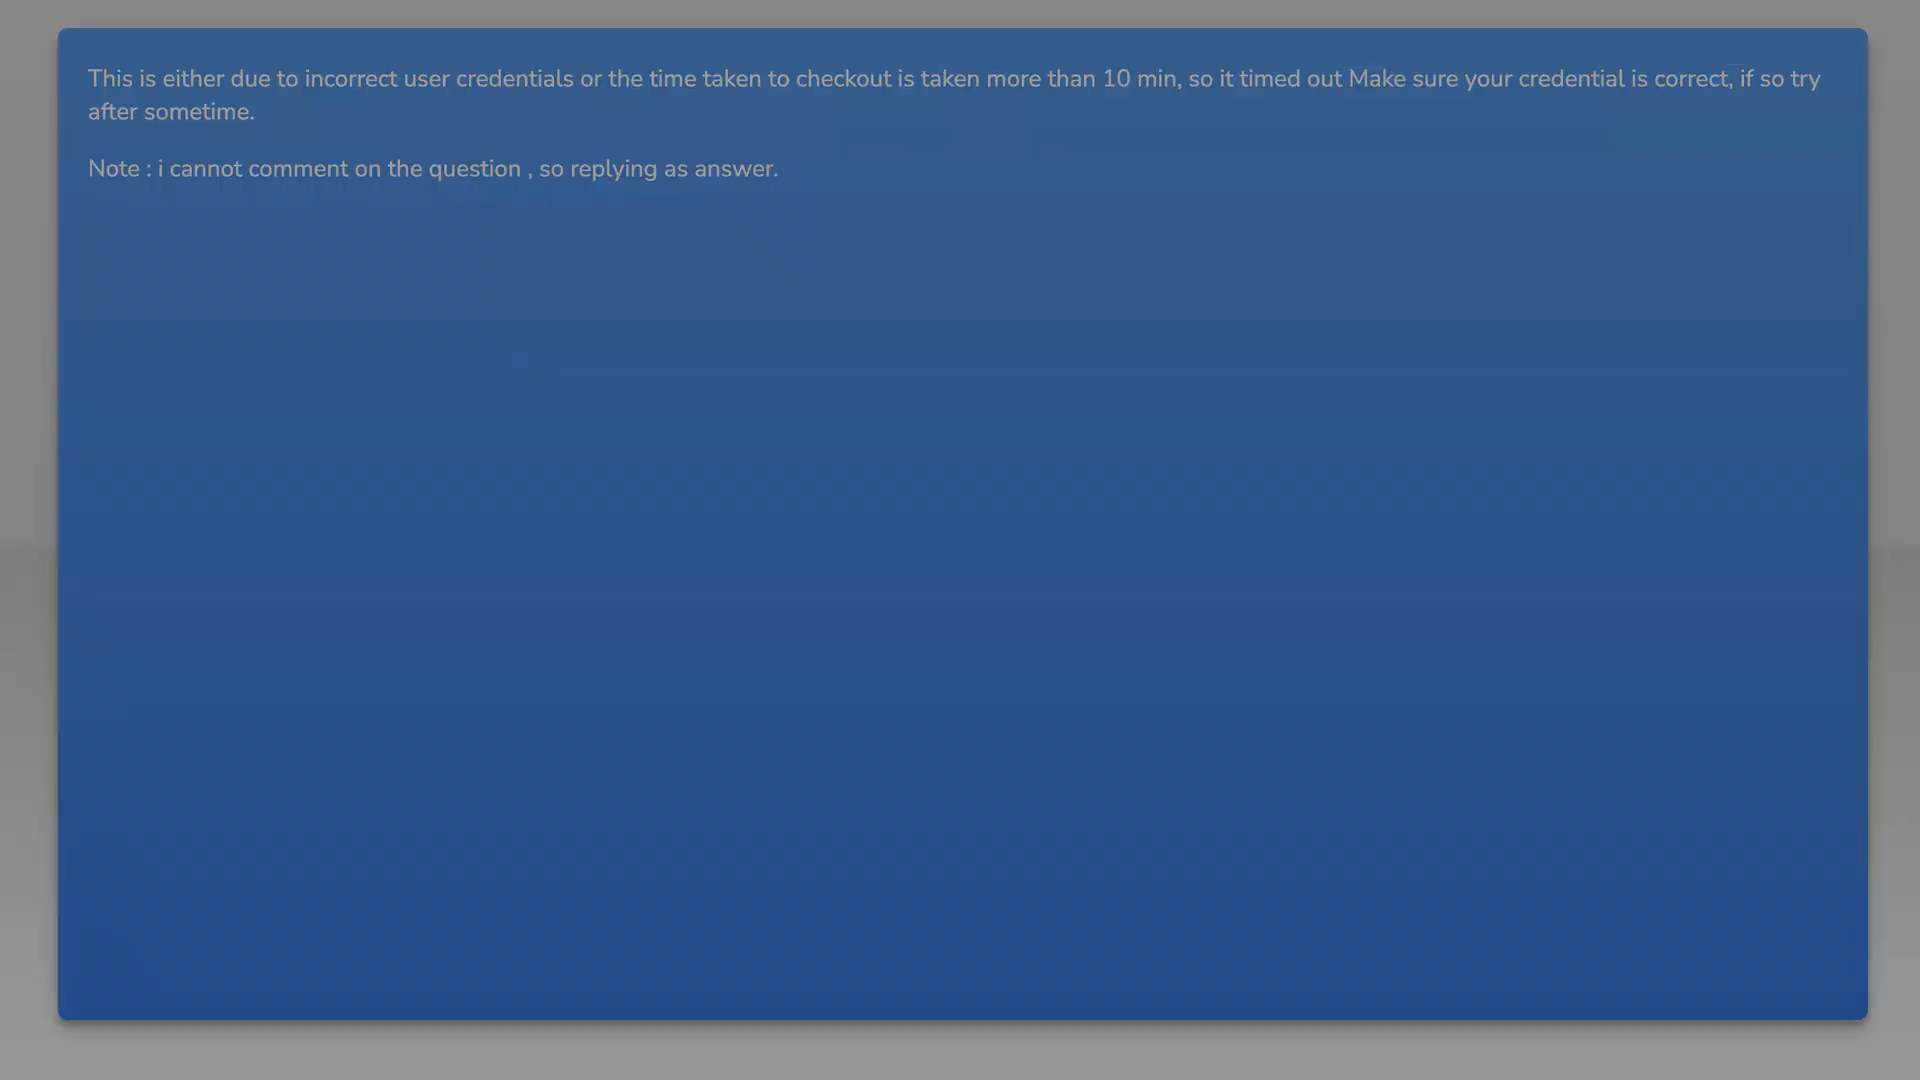 This is either due to incorrect user credentials or the time taken to checkout is taken more than 10 min, so it timed out Make sure your credential is correct, if so try
after sometime.
Note : i cannot comment on the question , so replying as answer.